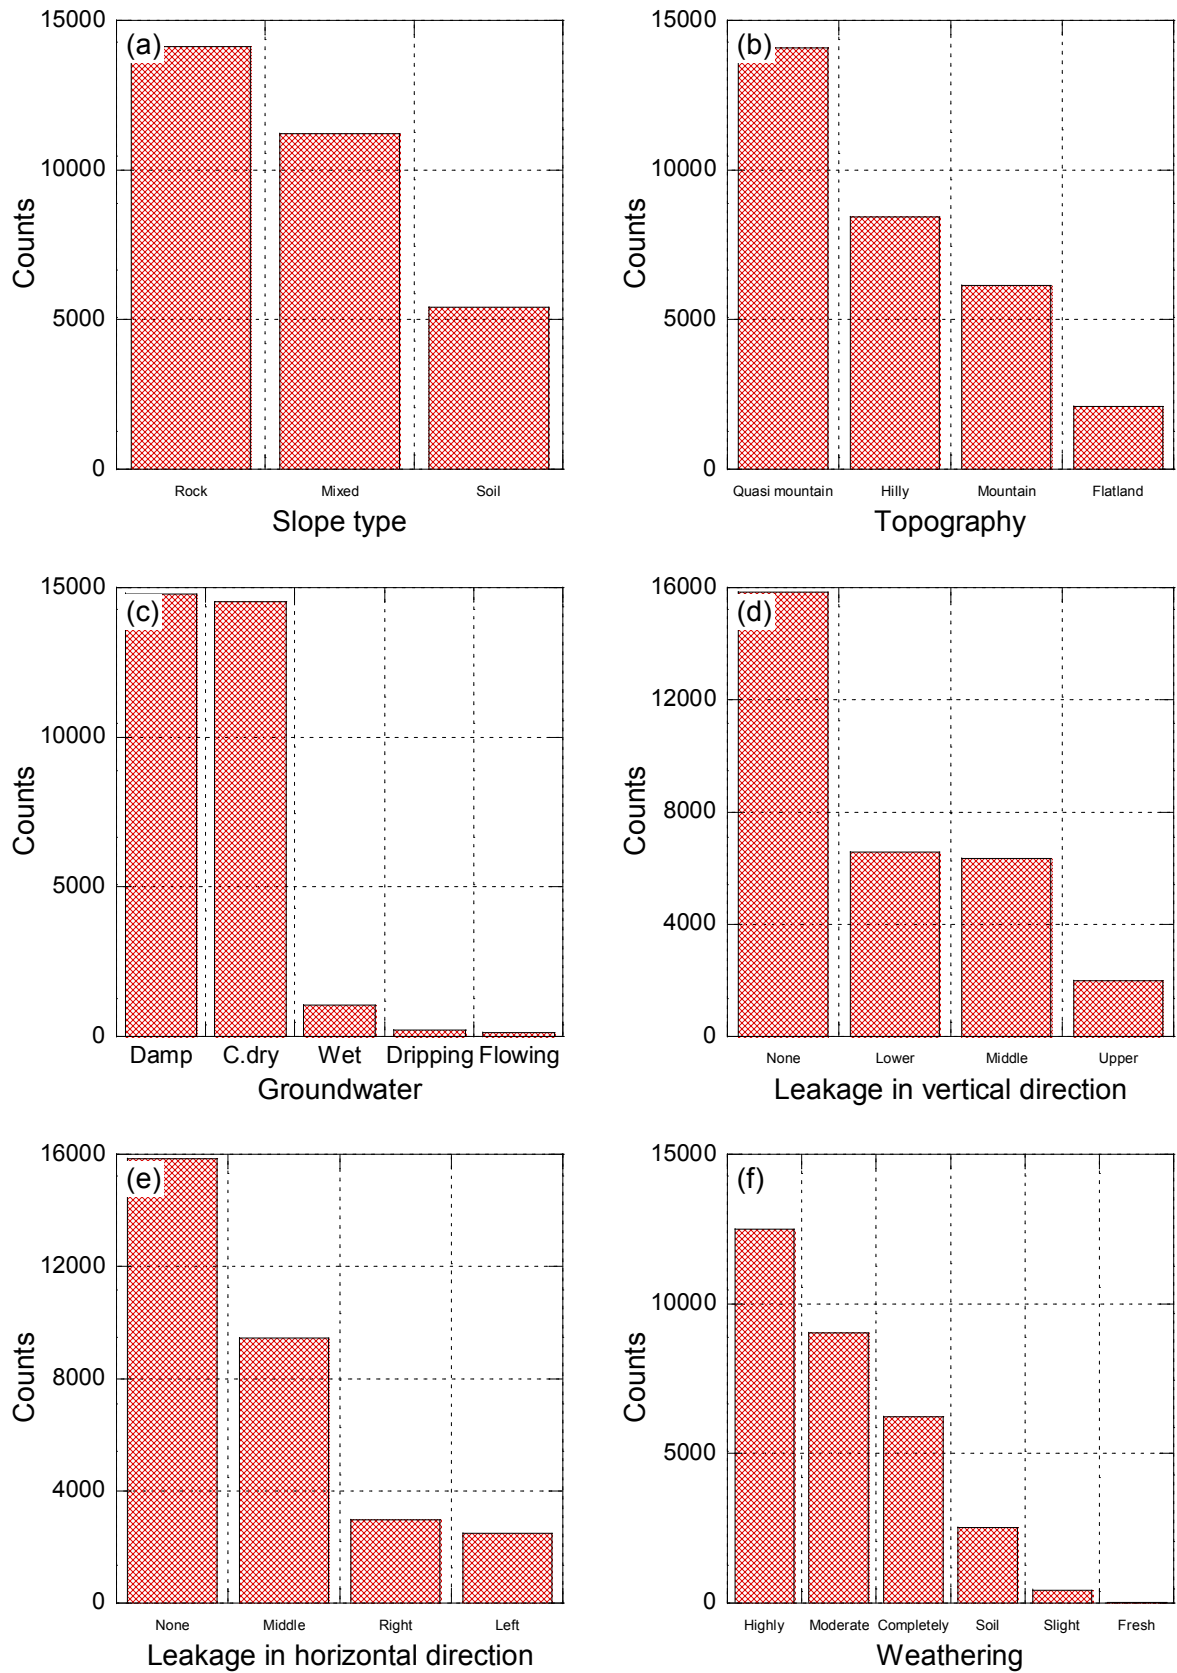 (a)
15000
10000
5000
0
Counts
Rock Mixed Soil
Slope type
(b)
15000
10000
5000
0
Counts
Quasi mountain Hilly Mountain Flatland
Topography
(c)
15000
10000
5000
0
Counts
Damp C.dry Wet Dripping Flowing
Groundwater
(d)
16000
12000
8000
4000
0
Counts
None Lower Middle Upper
Leakage in vertical direction
(e)
16000
12000
8000
4000
0
Counts
None Middle Right Left
Leakage in horizontal direction
(f)
15000
10000
5000
0
Counts
Highly Moderate Completely Soil Slight Fresh
Weathering